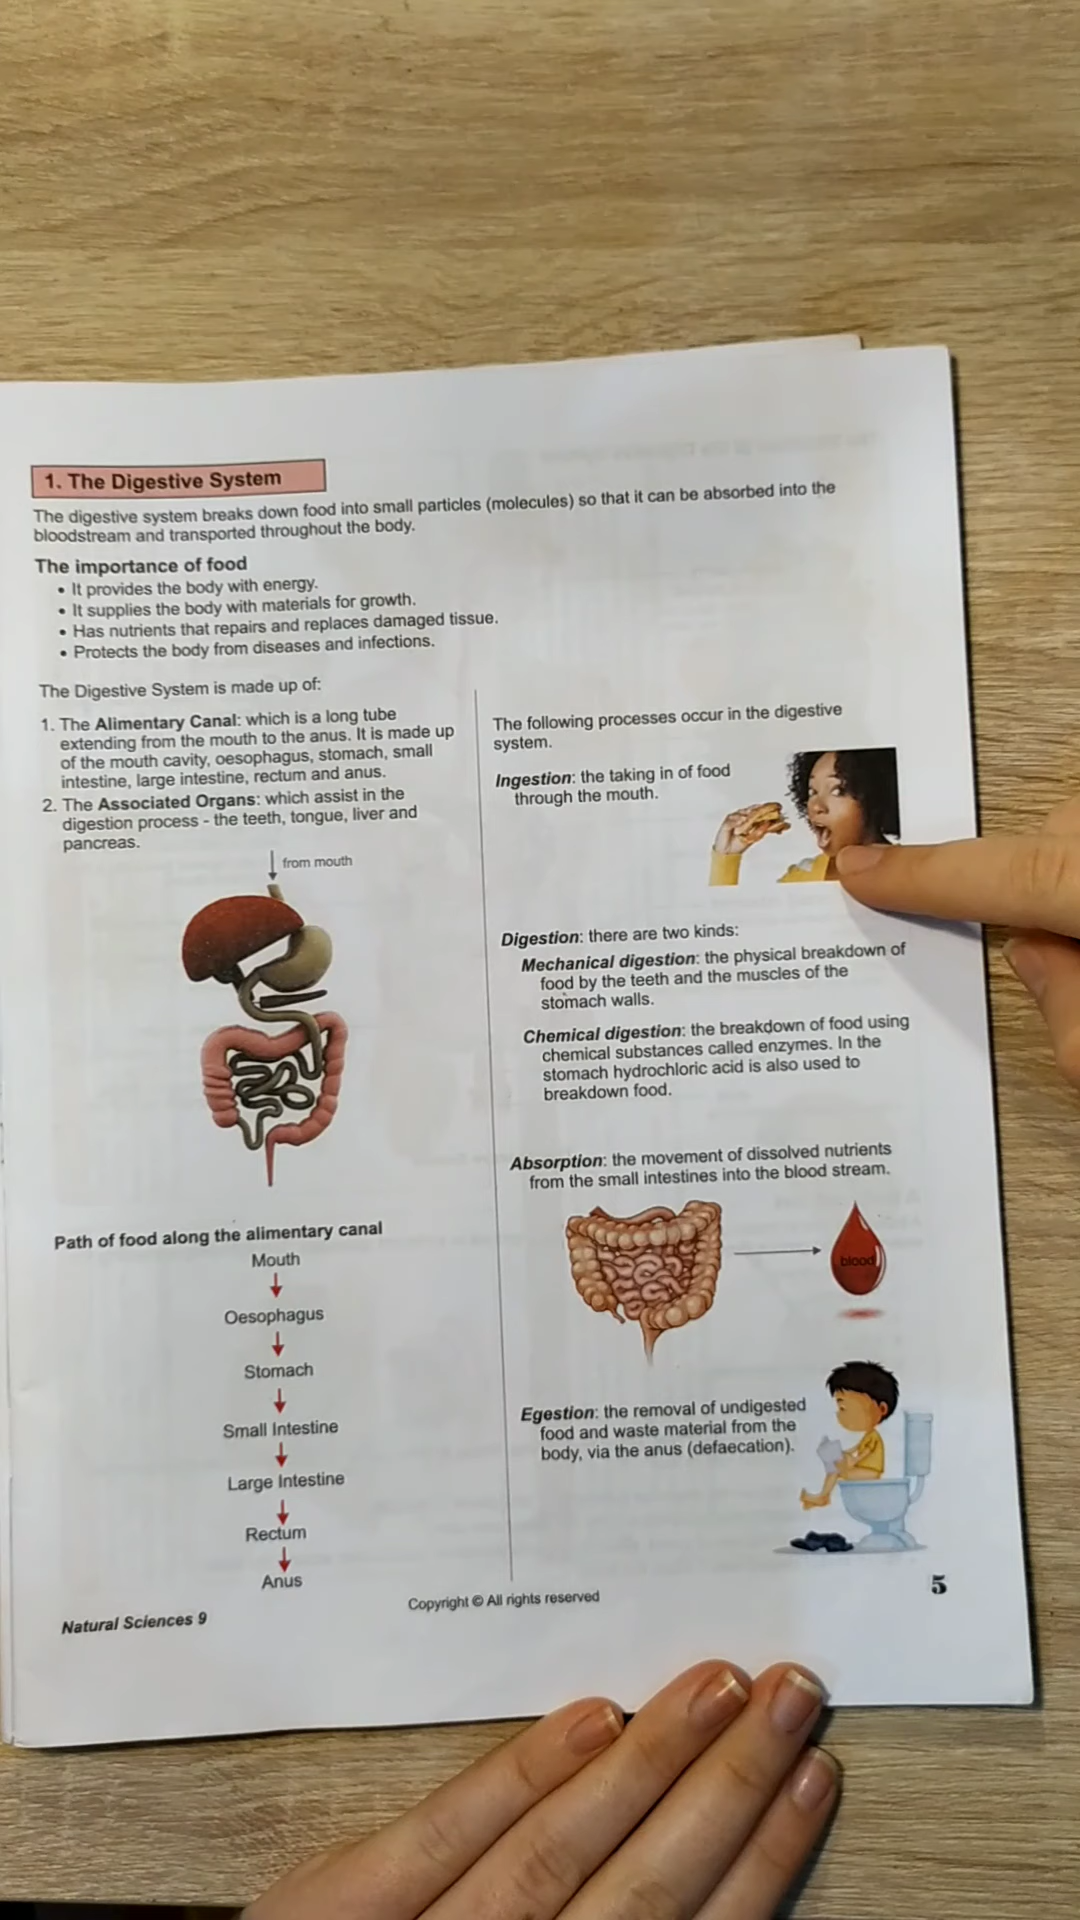 1. The Digestive System
The digestive system breaks down food into small particles (molecules) so that it can be absorbed into the
bloodstream and transported throughout the body.
The importance of food
• It provides the body with energy.
• It supplies the body with materials for growth.
• Has nutrients that repairs and replaces damaged tissue.
• Protects the body from diseases and infections.
The Digestive System is made up of:
1. The Alimentary Canal: which is a long tube
extending from the mouth to the anus. It is made up
of the mouth cavity, oesophagus, stomach, small
intestine, large intestine, rectum and anus.
2. The Associated Organs: which assist in the
digestion process - the teeth, tongue, liver and
pancreas.
from mouth
Path of food along the alimentary canal
Mouth
Oesophagus
Stomach
Small Intestine
Large Intestine
Rectum
Anus
The following processes occur in the digestive
system.
Ingestion: the taking in of food
through the mouth.
Digestion: there are two kinds:
Mechanical digestion: the physical breakdown of
food by the teeth and the muscles of the
stomach walls.
Chemical digestion: the breakdown of food using
chemical substances called enzymes. In the
stomach hydrochloric acid is also used to
breakdown food.
Absorption: the movement of dissolved nutrients
from the small intestines into the blood stream.
blood
Egestion: the removal of undigested
food and waste material from the
body, via the anus (defaecation).
Natural Sciences 9
Copyright © All rights reserved
5